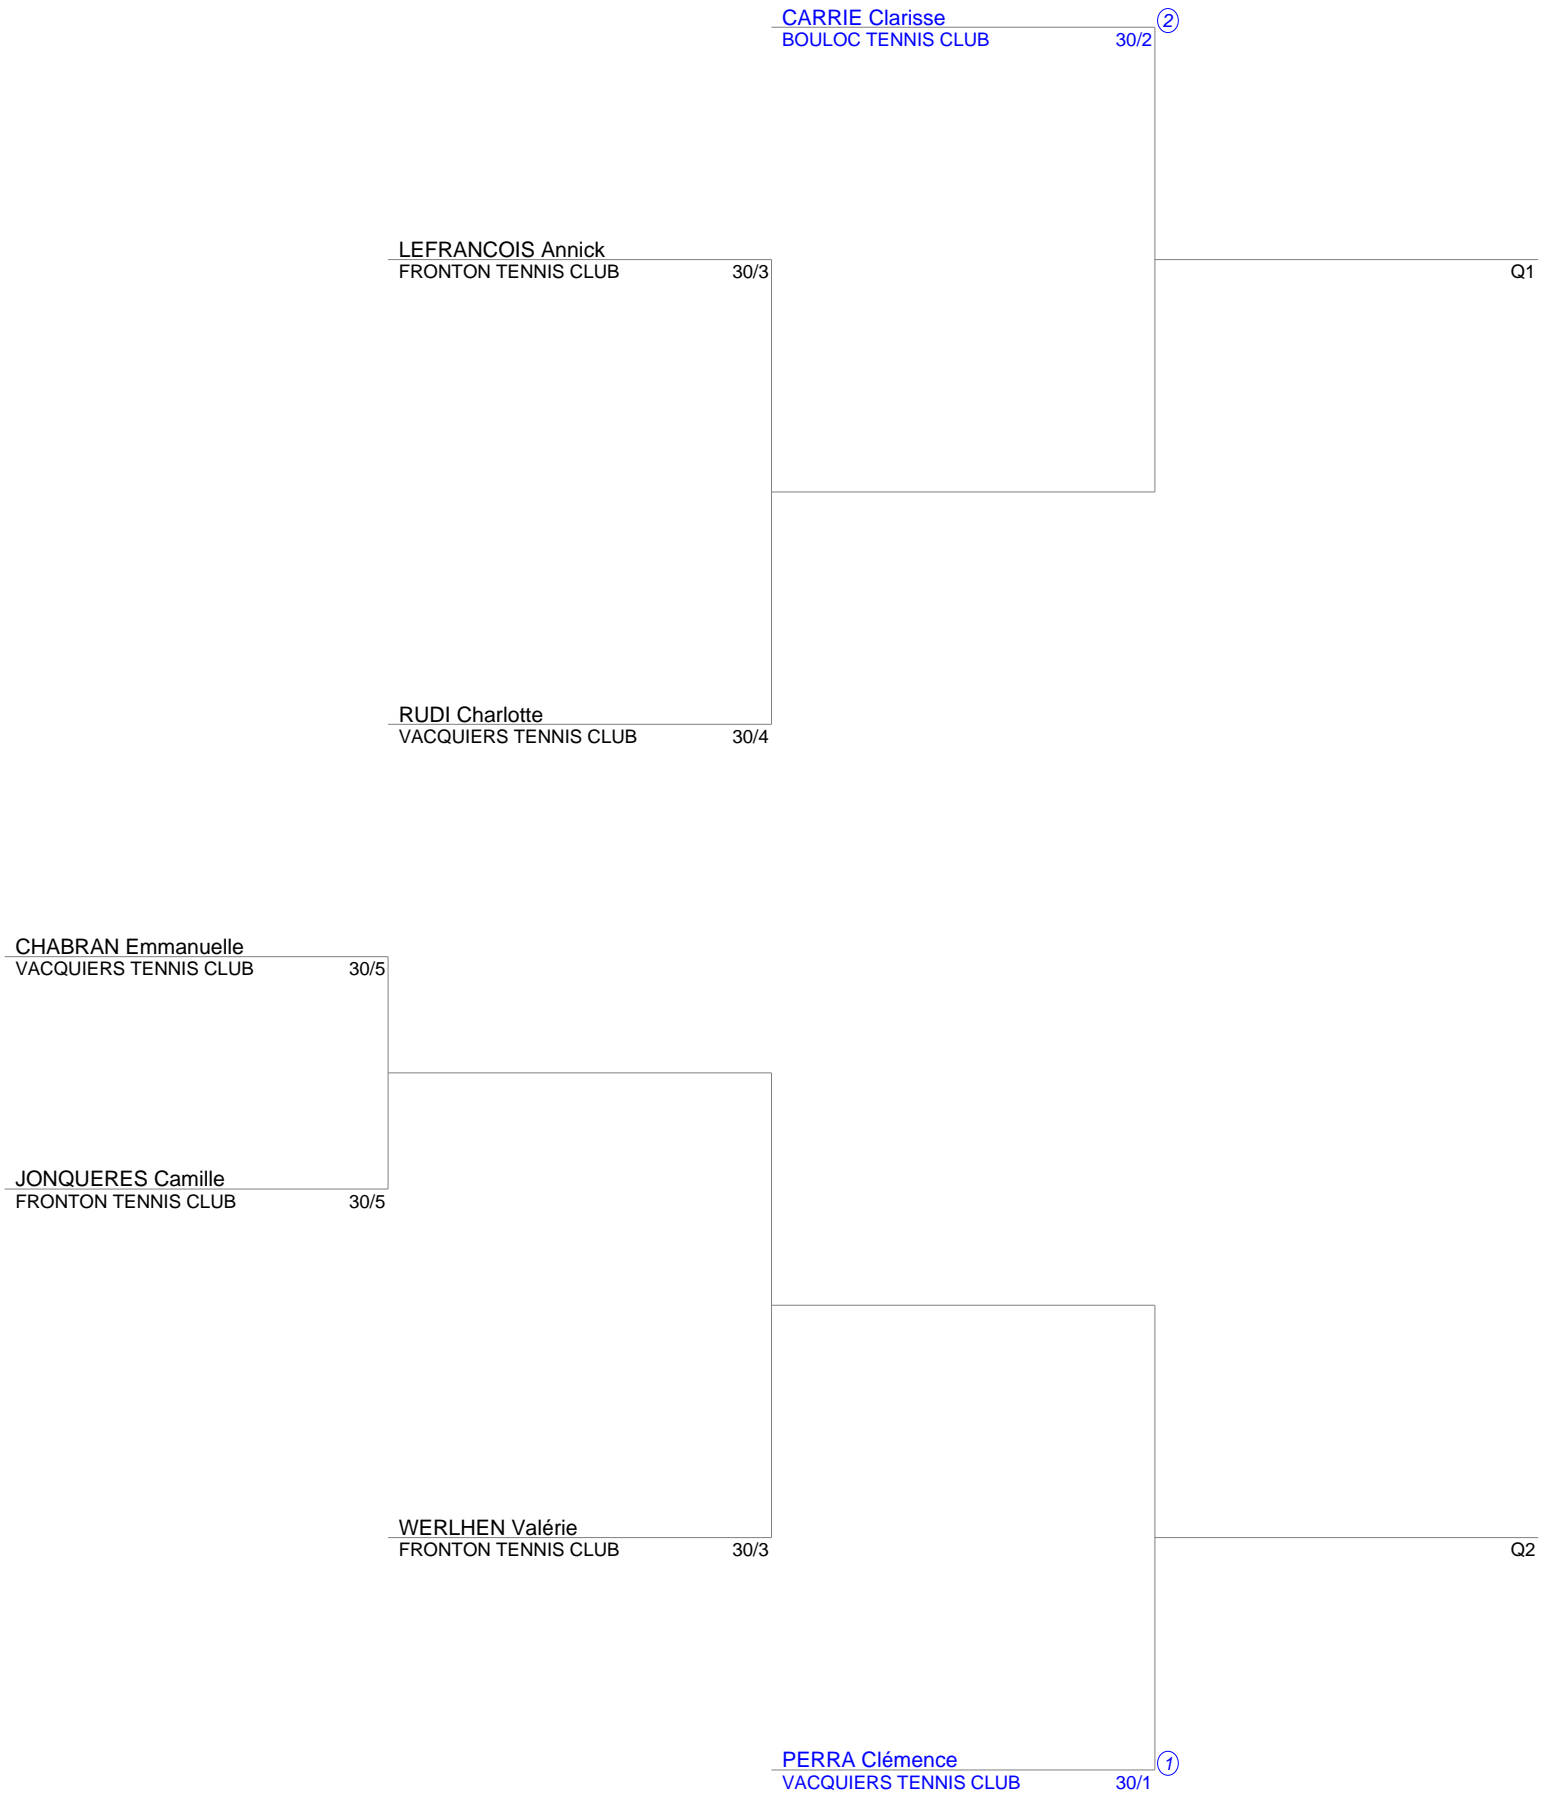 CARRIE Clarisse 2
BOULOC TENNIS CLUB 30/2
LEFRANCOIS Annick
FRONTON TENNIS CLUB 30/3
Q1
RUDI Charlotte
VACQUIERS TENNIS CLUB 30/4
CHABRAN Emmanuelle
VACQUIERS TENNIS CLUB 30/5
JONQUERES Camille
FRONTON TENNIS CLUB 30/5
WERLHEN Valérie
FRONTON TENNIS CLUB 30/3
Q2
PERRA Clémence 1
VACQUIERS TENNIS CLUB 30/1